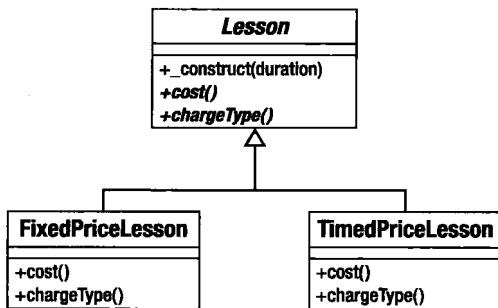 Lesson
+_construct(duration)
+cost()
+chargeType()
FixedPriceLesson
+cost()
+chargeType()
TimedPriceLesson
+cost()
+chargeType()